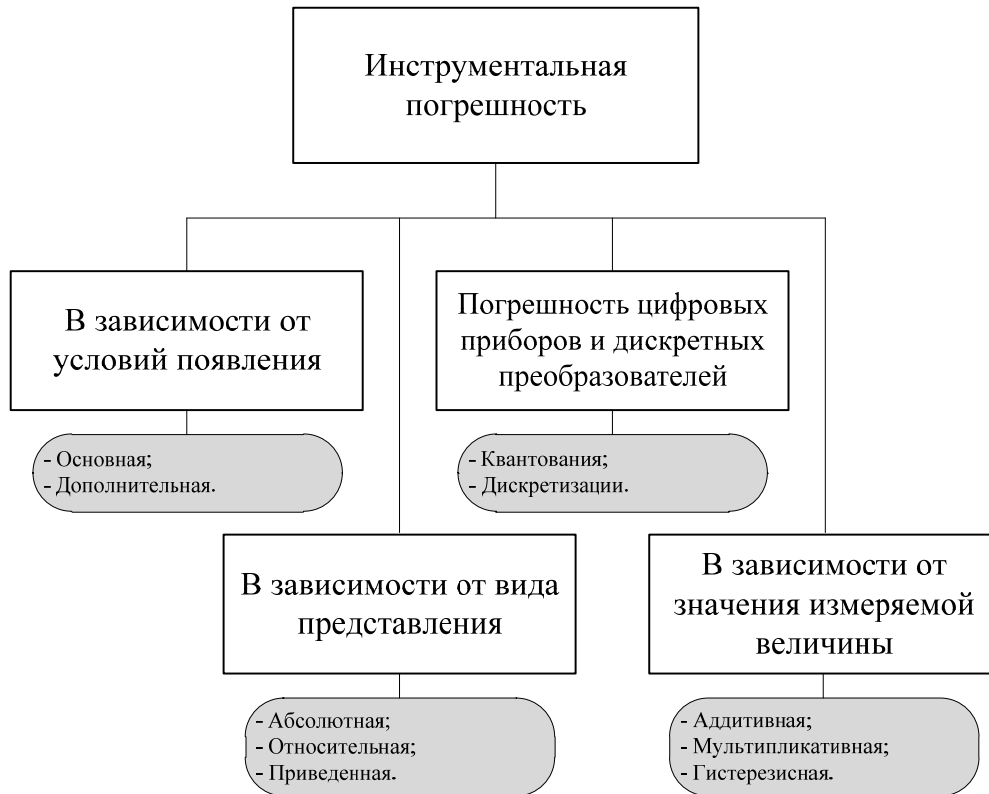 Инструментальная
погрешность
В зависимости от
условий появления
- Основная;
- Дополнительная.
Погрешность цифровых
приборов и дискретных
преобразователей
- Квантования;
- Дискретизации.
В зависимости от вида
представления
- Абсолютная;
- Относительная;
- Приведенная.
В зависимости от
значения измеряемой
величины
- Аддитивная;
- Мультипликативная;
- Гистерезисная.